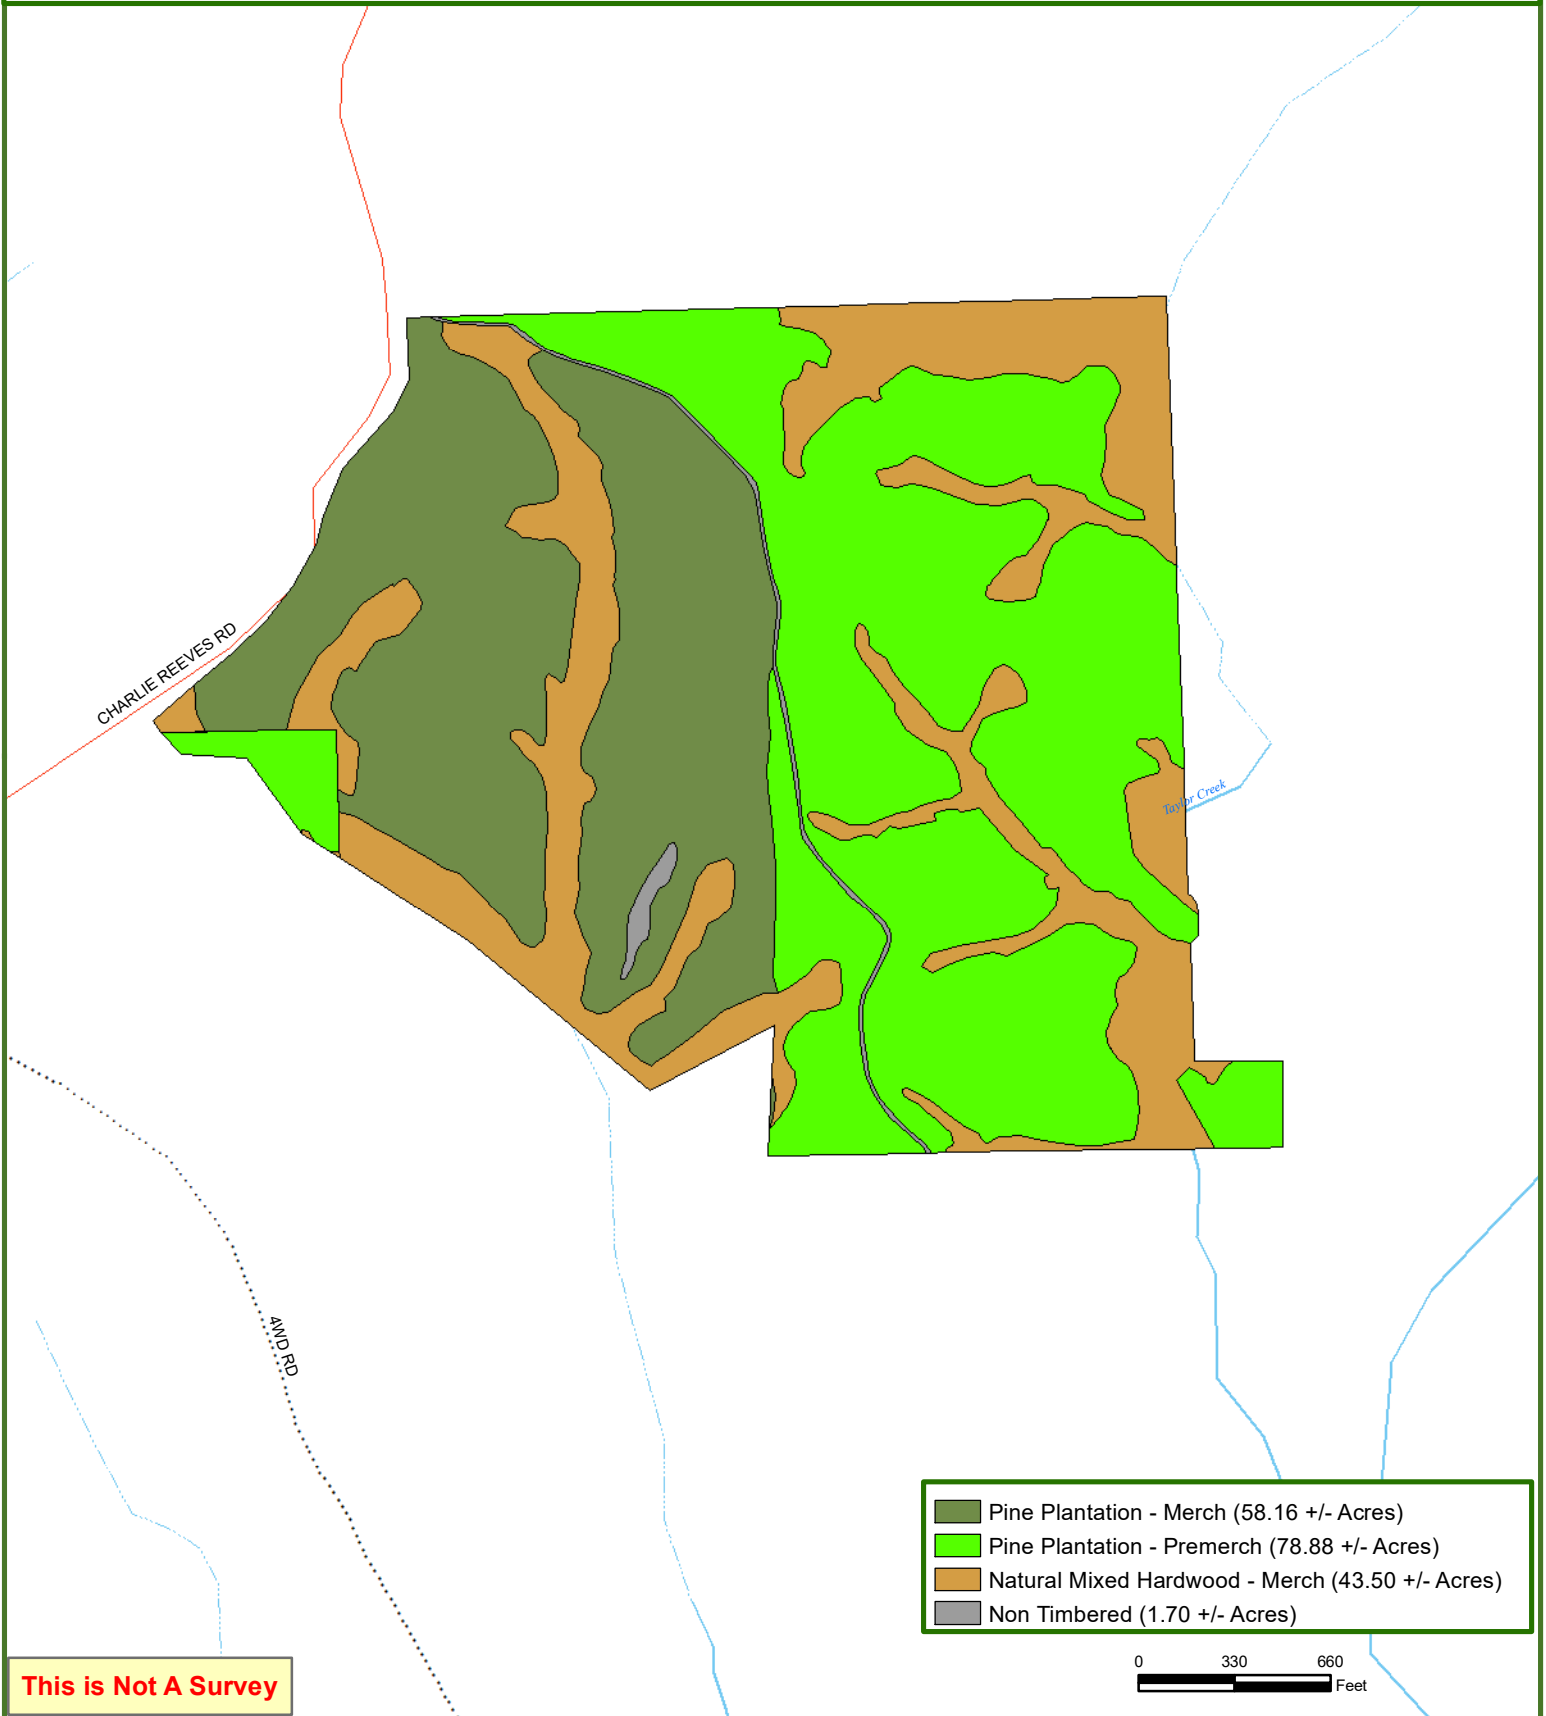 CHARLIE REEVES RD
Taylor Creek
4WD RD
Pine Plantation - Merch (58.16 +/- Acres)
Pine Plantation - Premerch (78.88 +/- Acres)
Natural Mixed Hardwood - Merch (43.50 +/- Acres)
Non Timbered (1.70 +/- Acres)
0 330 660
Feet
This is Not A Survey